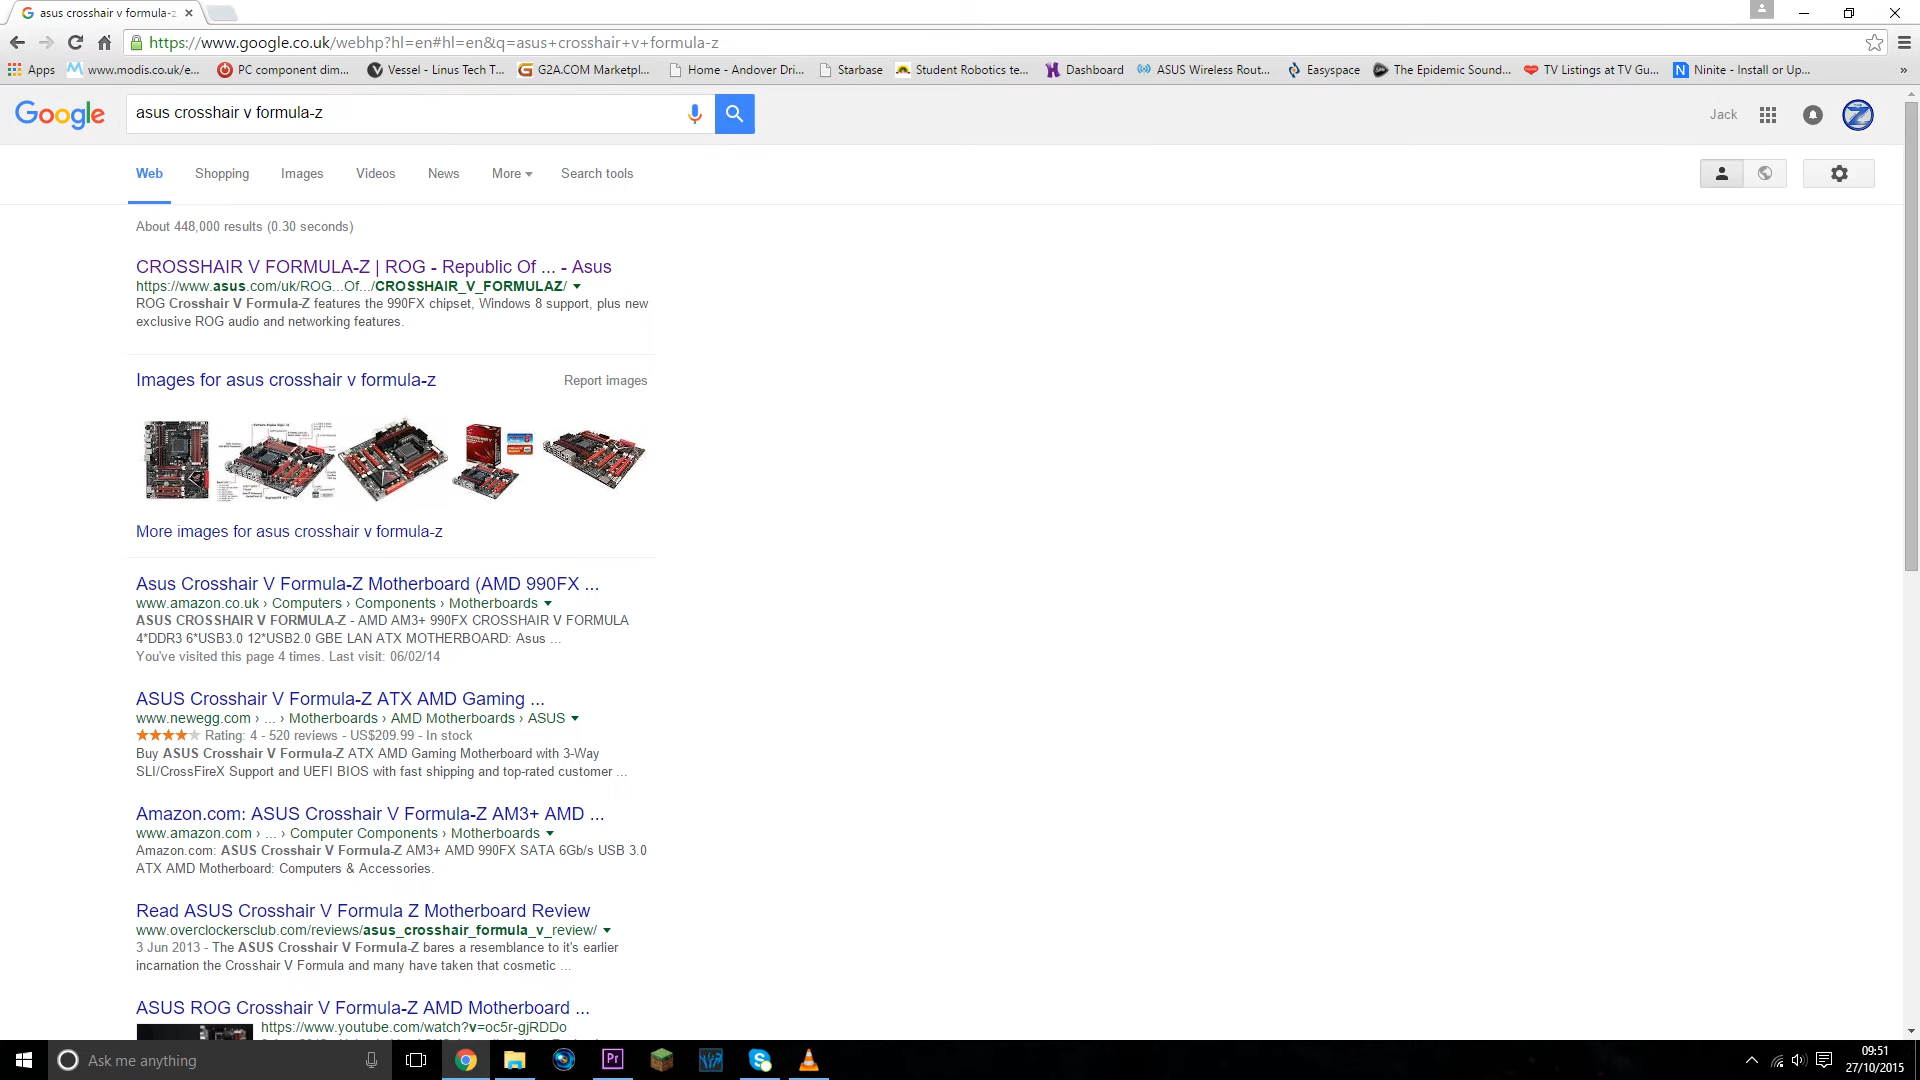 asus crosshair v formula-z
https://www.google.co.uk/webhp?hl=en#hl=en&q=asus+crosshair+v+formula-z
Apps www.modis.co.uk/e... PC component dim... Vessel - Linus Tech T... G2A.COM Marketpl... Home - Andover Dri... Starbase Student Robotics te... Dashboard ASUS Wireless Rout... Easyspace The Epidemic Sound... TV Listings at TV Gu... Ninite - Install or Up... »
Google
asus crosshair v formula-z
Jack
Web Shopping Images Videos News More Search tools
About 448,000 results (0.30 seconds)
CROSSHAIR V FORMULA-Z | ROG - Republic Of ... - Asus
https://www.asus.com/uk/ROG...Of.../CROSSHAIR_V_FORMULAZ/
ROG Crosshair V Formula-Z features the 990FX chipset, Windows 8 support, plus new
exclusive ROG audio and networking features.
Images for asus crosshair v formula-z
Report images
More images for asus crosshair v formula-z
Asus Crosshair V Formula-Z Motherboard (AMD 990FX ...
www.amazon.co.uk › Computers › Components › Motherboards
ASUS CROSSHAIR V FORMULA-Z - AMD AM3+ 990FX CROSSHAIR V FORMULA
4*DDR3 6*USB3.0 12*USB2.0 GBE LAN ATX MOTHERBOARD: Asus ...
You've visited this page 4 times. Last visit: 06/02/14
ASUS Crosshair V Formula-Z ATX AMD Gaming ...
www.newegg.com › ... › Motherboards › AMD Motherboards › ASUS
Rating: 4 - 520 reviews - US$209.99 - In stock
Buy ASUS Crosshair V Formula-Z ATX AMD Gaming Motherboard with 3-Way
SLI/CrossFireX Support and UEFI BIOS with fast shipping and top-rated customer ...
Amazon.com: ASUS Crosshair V Formula-Z AM3+ AMD ...
www.amazon.com › ... › Computer Components › Motherboards
Amazon.com: ASUS Crosshair V Formula-Z AM3+ AMD 990FX SATA 6Gb/s USB 3.0
ATX AMD Motherboard: Computers & Accessories.
Read ASUS Crosshair V Formula Z Motherboard Review
www.overclockersclub.com/reviews/asus_crosshair_formula_v_review/
3 Jun 2013 - The ASUS Crosshair V Formula-Z bares a resemblance to it's earlier
incarnation the Crosshair V Formula and many have taken that cosmetic ...
ASUS ROG Crosshair V Formula-Z AMD Motherboard ...
https://www.youtube.com/watch?v=oc5r-gjRDDo
Ask me anything
Pr
09:51
27/10/2015